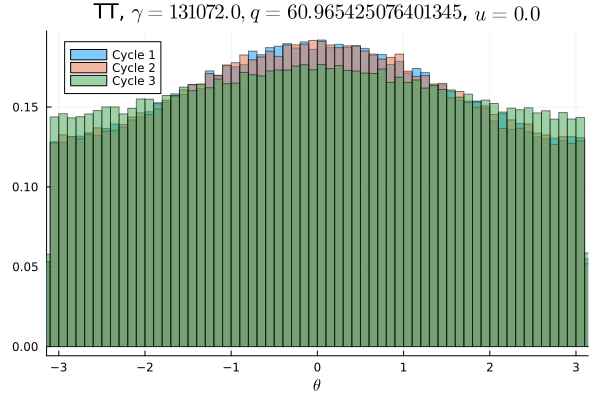 TT, γ = 131072.0, q = 60.965425076401345, u = 0.0
Cycle 1
Cycle 2
Cycle 3
0.15
0.10
0.05
0.00
−3 −2 −1 0 1 2 3
θ